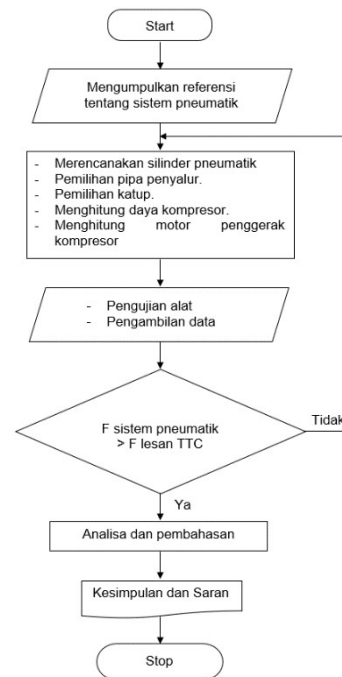 Start
Mengumpulkan referensi
tentang sistem pneumatik
- Merencanakan silinder pneumatik
- Pemilihan pipa penyalur.
- Pemilihan katup.
- Menghitung daya kompresor.
- Menghitung motor penggerak
kompresor
- Pengujian alat
- Pengambilan data
F sistem pneumatik
> F lesan TTC
Tidak
Ya
Analisa dan pembahasan
Kesimpulan dan Saran
Stop